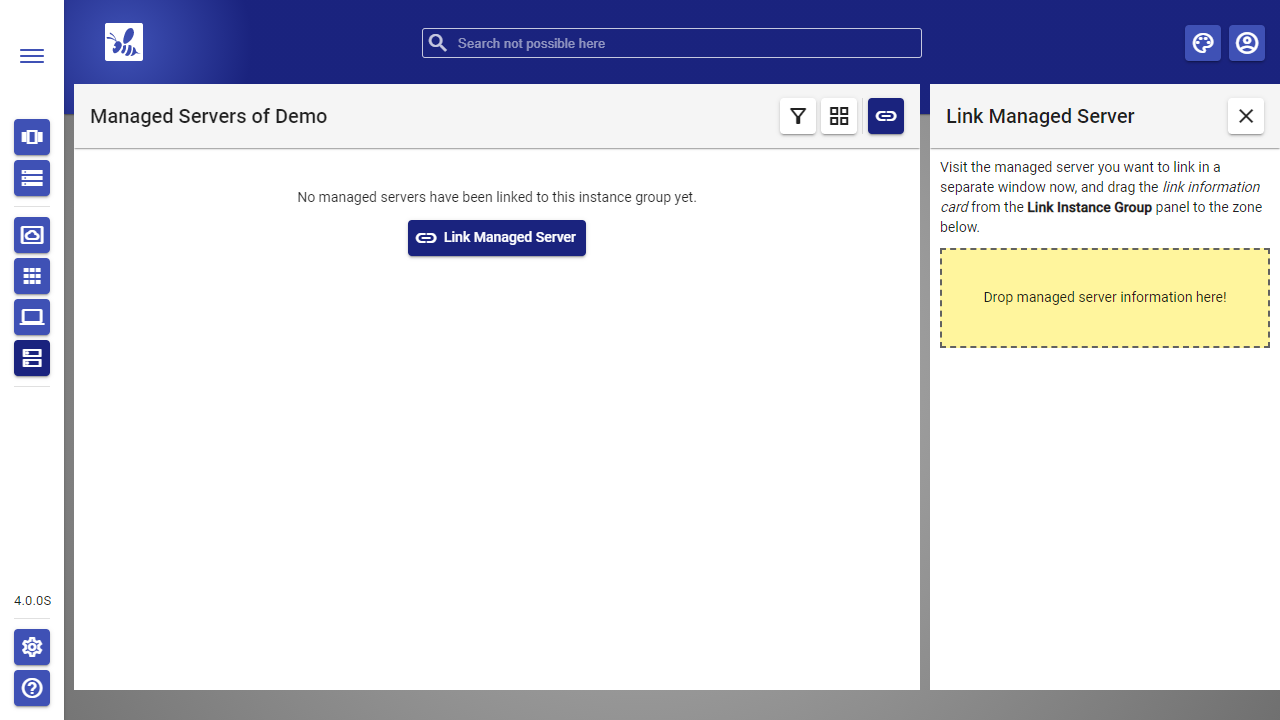 Search not possible here
Managed Servers of Demo
Link Managed Server
No managed servers have been linked to this instance group yet.
Link Managed Server
Visit the managed server you want to link in a
separate window now, and drag the link information
card from the Link Instance Group panel to the zone
below.
Drop managed server information here!
4.0.0S